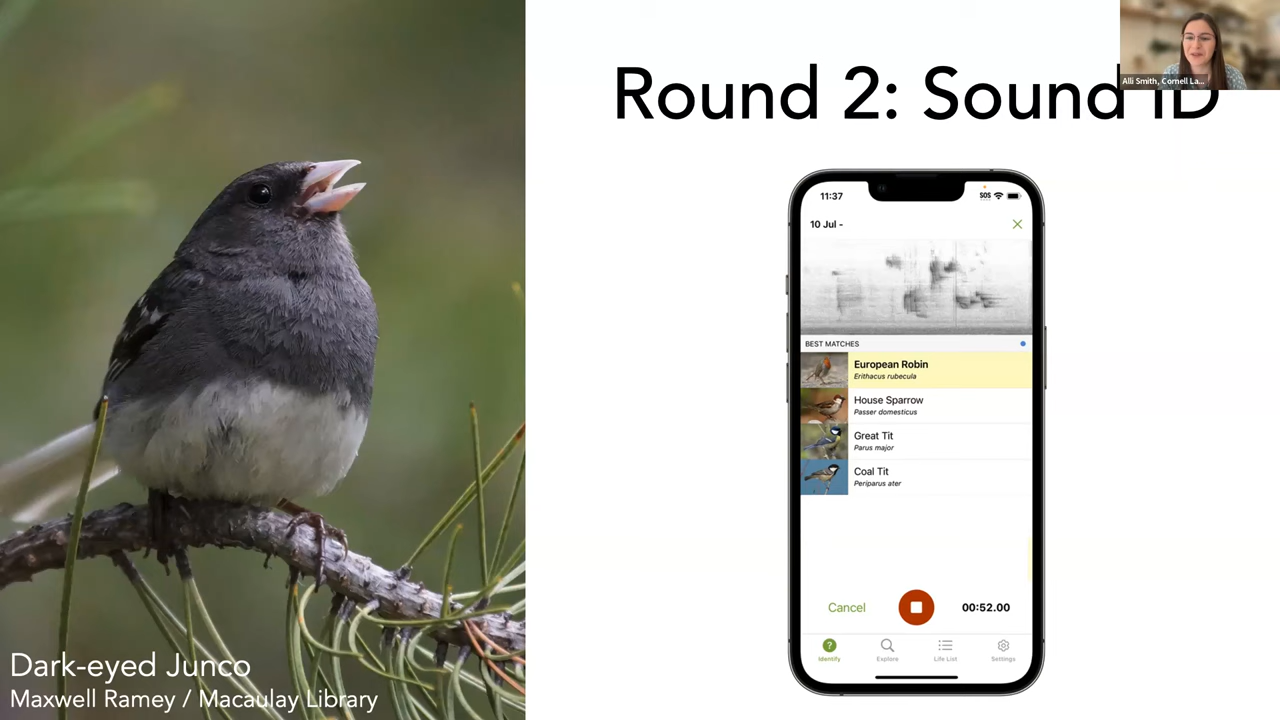 Round 2: Sound ID
Alli Smith, Cornell La...
11:37
SOS
10 Jul -
BEST MATCHES
European Robin
Erithacus rubecula
House Sparrow
Passer domesticus
Great Tit
Parus major
Coal Tit
Periparus ater
Cancel
00:52.00
?
Identify
Explore
Life List
Settings
Dark-eyed Junco
Maxwell Ramey / Macaulay Library